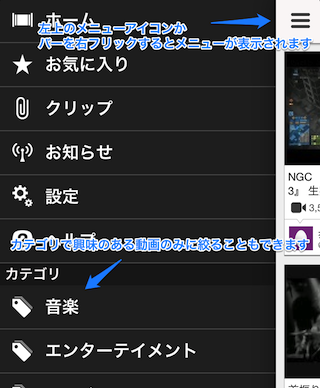 ホーム
左上のメニューアイコンか
バーを右フリックするとメニューが表示されます
お気に入り
クリップ
お知らせ
設定
ヘルプ
カテゴリで興味のある動画のみに絞ることもできます
カテゴリ
音楽
エンターテイメント
NGC
3』 生
3,5